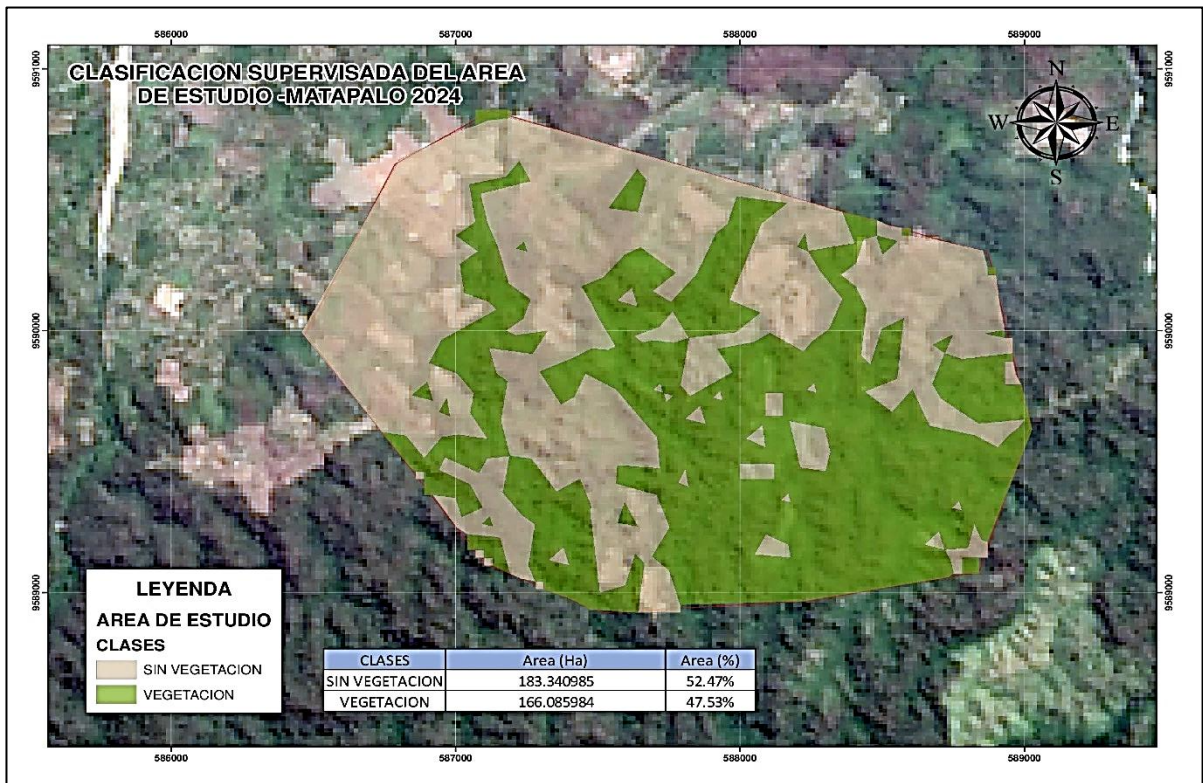 586000 587000 588000 589000
9591000 9591000
CLASIFICACION SUPERVISADA DEL AREA
DE ESTUDIO -MATAPALO 2024
N
W E
S
9590000 9590000
9589000 9589000
LEYENDA
AREA DE ESTUDIO
CLASES
SIN VEGETACION
VEGETACION
CLASES Area (Ha) Area (%)
SIN VEGETACION 183.340985 52.47%
VEGETACION 166.085984 47.53%
586000 587000 588000 589000